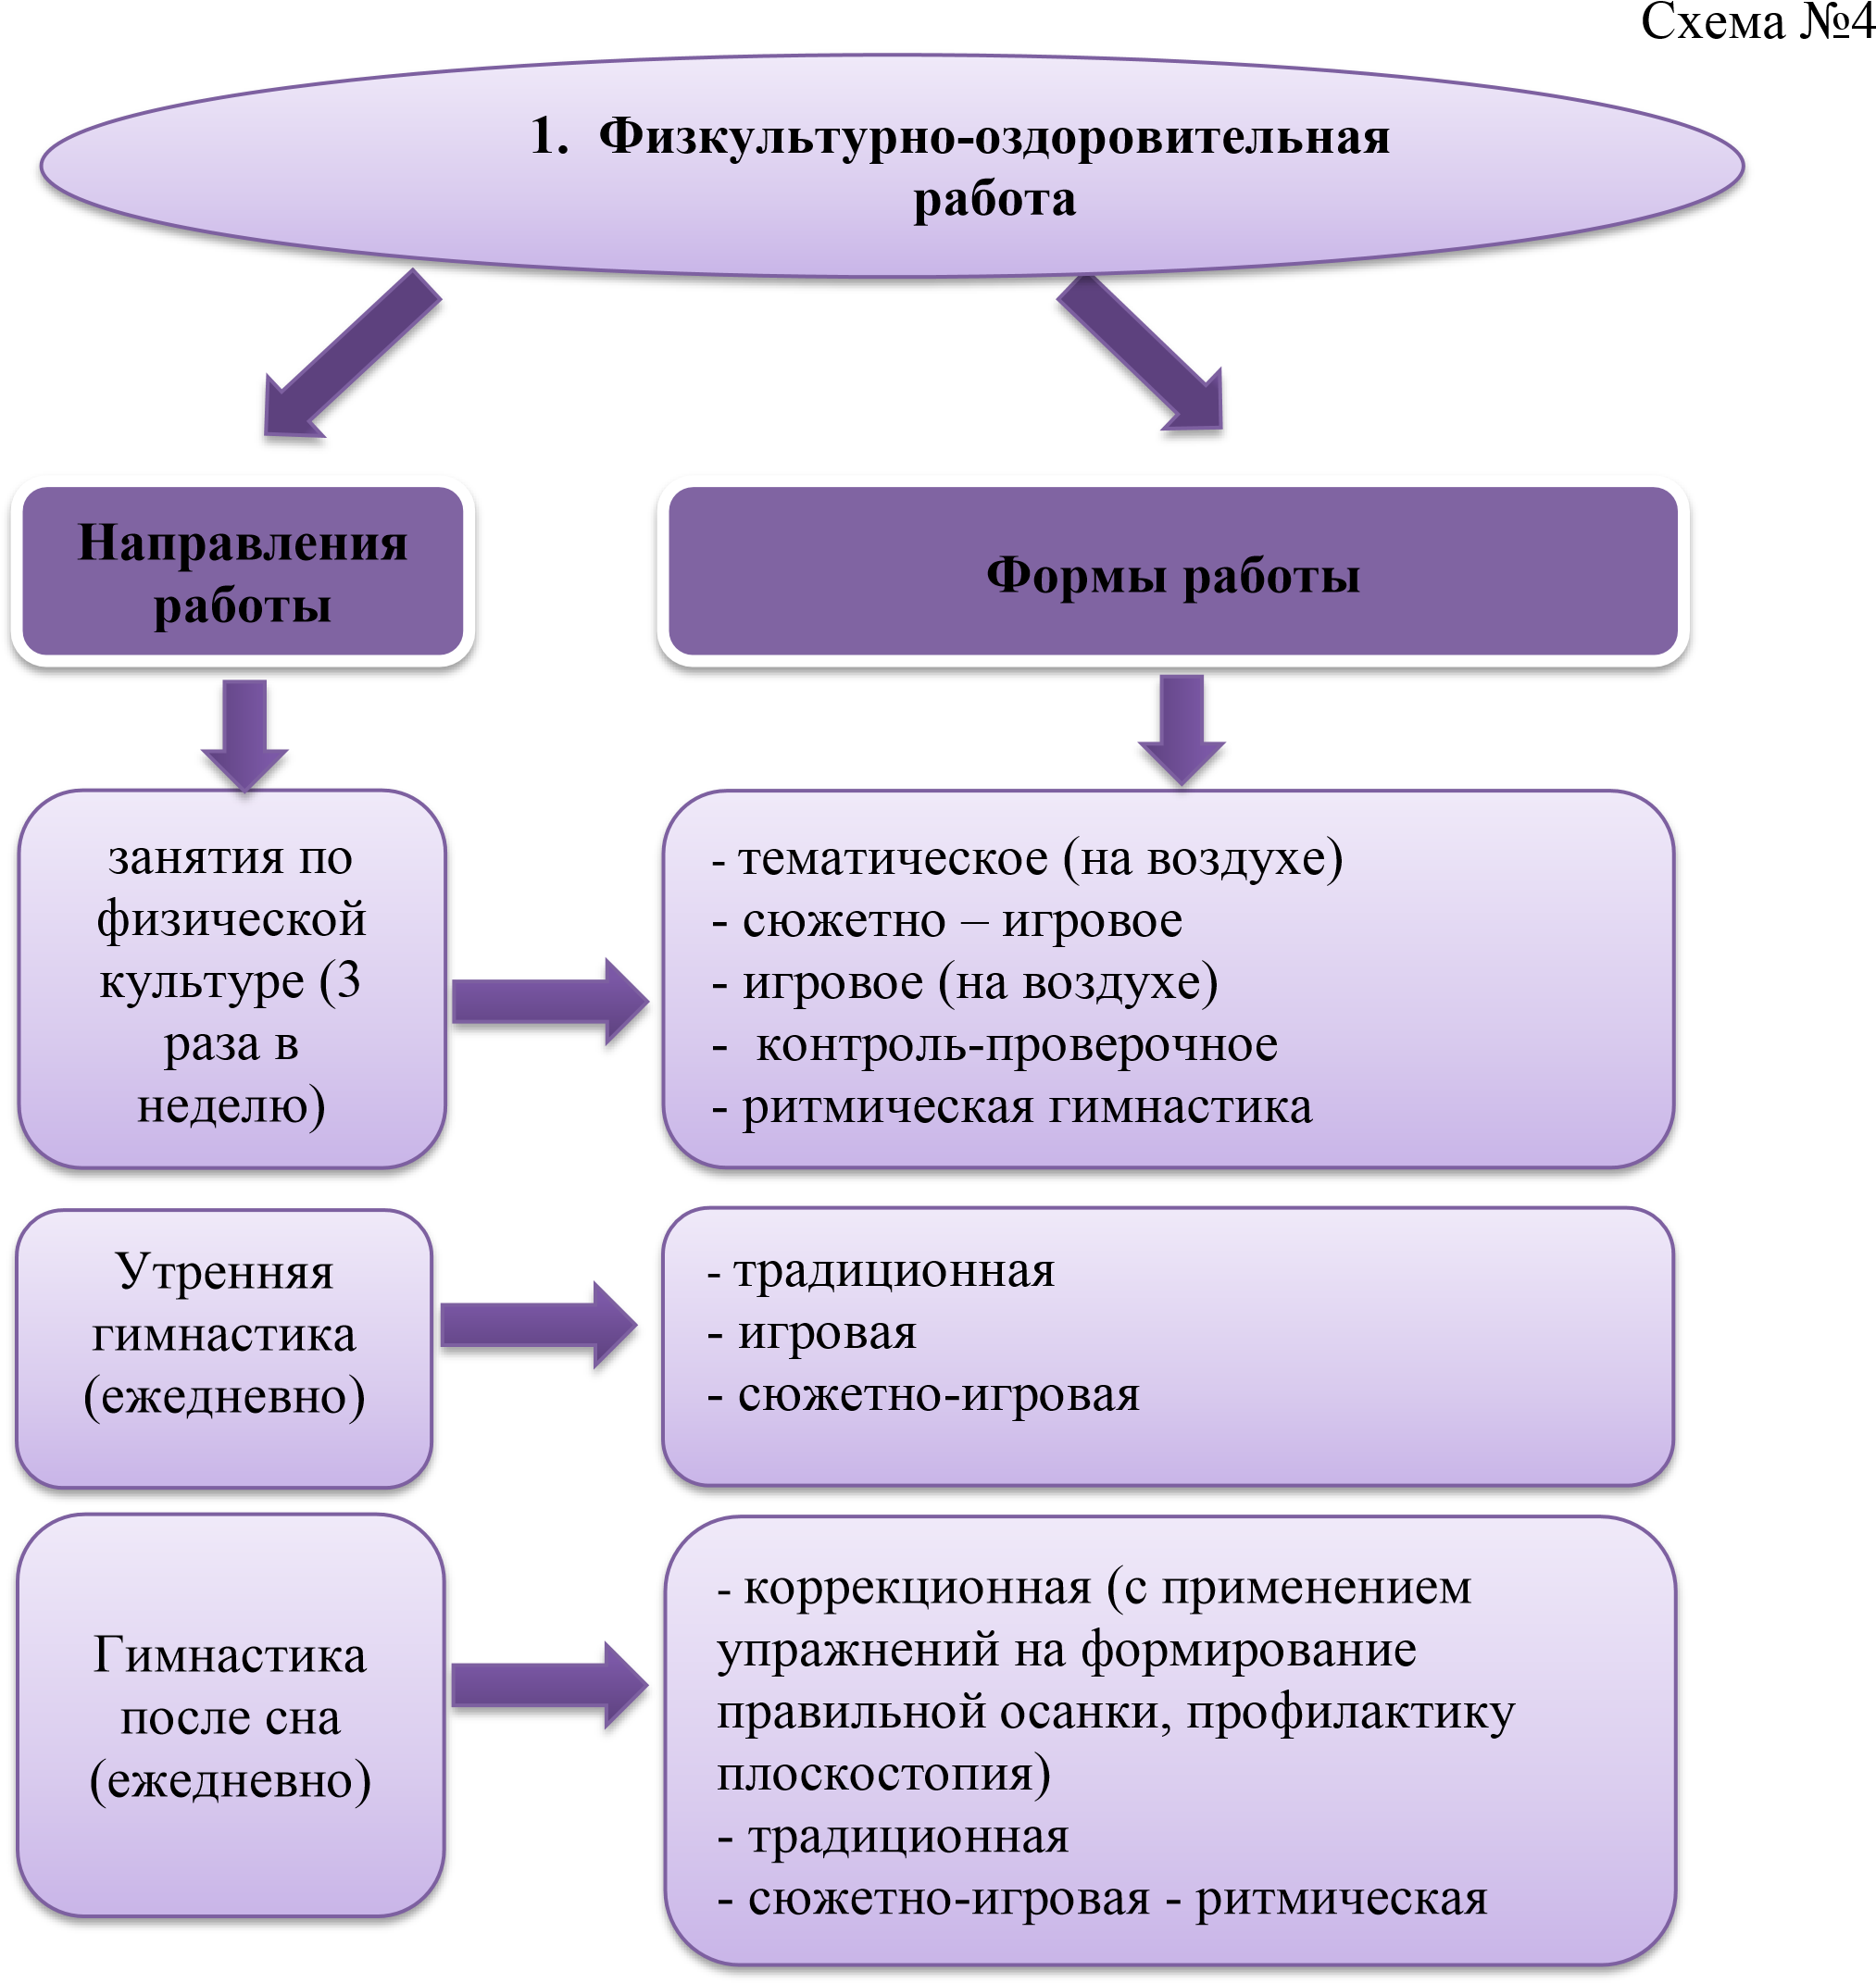 Схема №4
1. Физкультурно-оздоровительная
работа
Направления
работы
Формы работы
занятия по
физической
культуре (3
раза в
неделю)
- тематическое (на воздухе)
- сюжетно – игровое
- игровое (на воздухе)
- контроль-проверочное
- ритмическая гимнастика
Утренняя
гимнастика
(ежедневно)
- традиционная
- игровая
- сюжетно-игровая
Гимнастика
после сна
(ежедневно)
- коррекционная (с применением
упражнений на формирование
правильной осанки, профилактику
плоскостопия)
- традиционная
- сюжетно-игровая - ритмическая